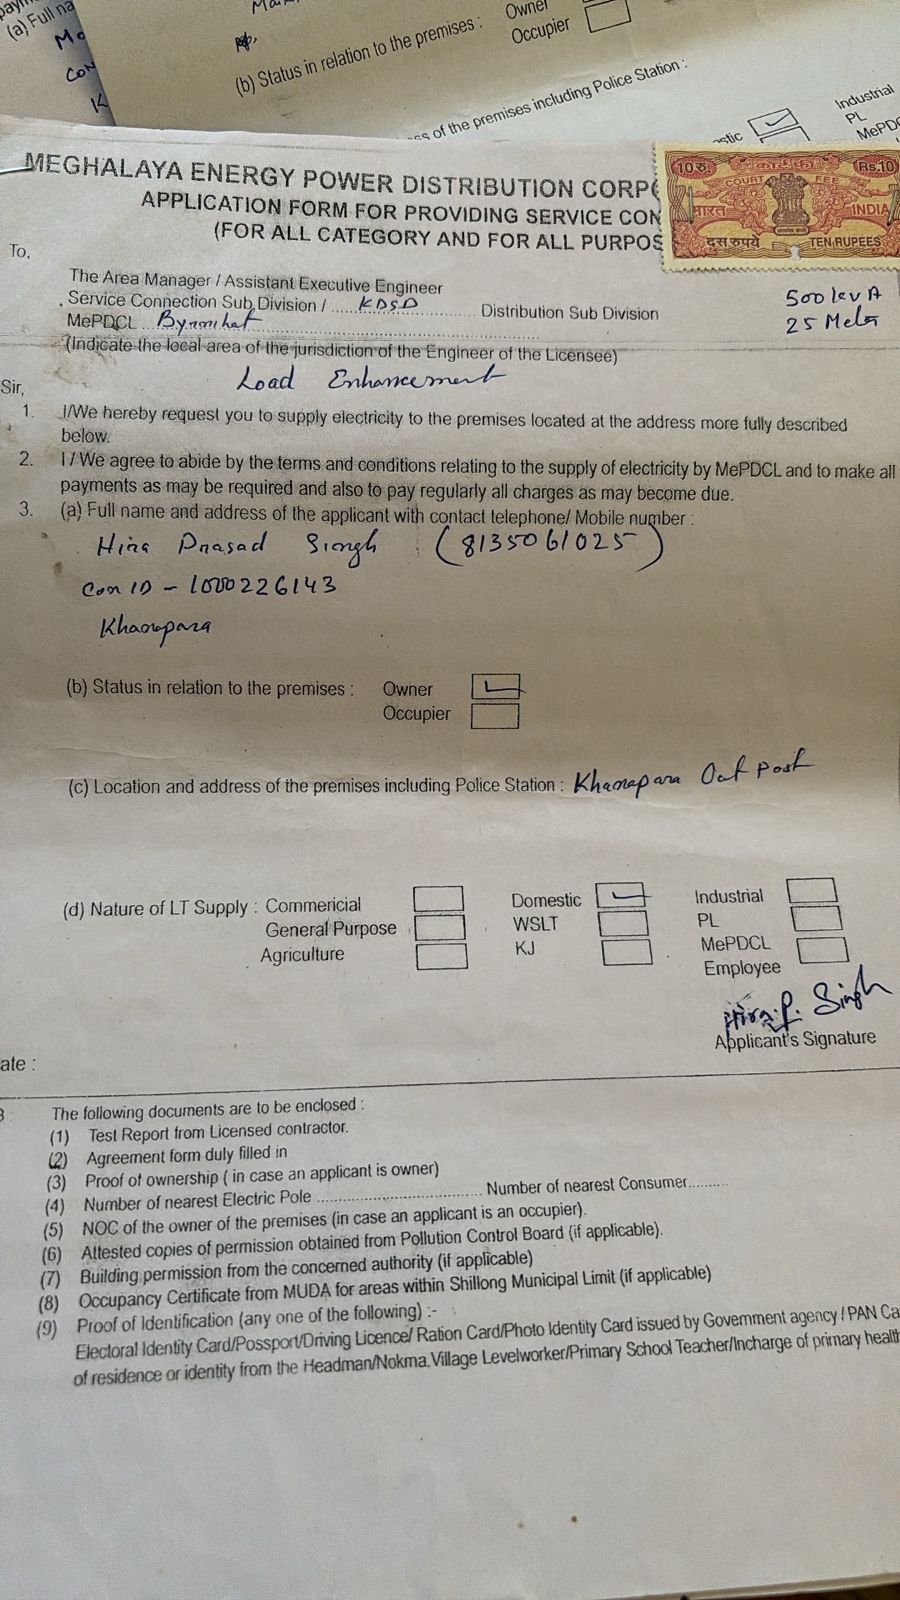 (a) Full na
Mo
Con
K
(b) Status in relation to the premises :
Owner
Occupier
of the premises including Police Station :
Industrial
PL
MePD
MEGHALAYA ENERGY POWER DISTRIBUTION CORP
APPLICATION FORM FOR PROVIDING SERVICE CON
(FOR ALL CATEGORY AND FOR ALL PURPOS
10 रु. Rs.10
COURT FEE
भारत INDIA
दस रुपये TEN RUPEES
To,
The Area Manager / Assistant Executive Engineer
Service Connection Sub Division / KDSD Distribution Sub Division
MePDCL Byrnihat
500 kvA
25 Meter
(Indicate the local area of the jurisdiction of the Engineer of the Licensee)
Load Enhancement
Sir,
1. I/We hereby request you to supply electricity to the premises located at the address more fully described
below.
2. I / We agree to abide by the terms and conditions relating to the supply of electricity by MePDCL and to make all
payments as may be required and also to pay regularly all charges as may become due.
3. (a) Full name and address of the applicant with contact telephone/ Mobile number :
Hira Prasad Singh (8135061025)
Con ID - 1000226143
Khanapara
(b) Status in relation to the premises : Owner
Occupier
(c) Location and address of the premises including Police Station : Khanapara Out Post
(d) Nature of LT Supply : Commericial Domestic Industrial
General Purpose WSLT PL
Agriculture KJ MePDCL
Employee
Hira.P. Singh
Applicant's Signature
ate :
The following documents are to be enclosed :
(1) Test Report from Licensed contractor.
(2) Agreement form duly filled in
(3) Proof of ownership ( in case an applicant is owner)
(4) Number of nearest Electric Pole ........................................ Number of nearest Consumer.........
(5) NOC of the owner of the premises (in case an applicant is an occupier).
(6) Attested copies of permission obtained from Pollution Control Board (if applicable).
(7) Building permission from the concerned authority (if applicable)
(8) Occupancy Certificate from MUDA for areas within Shillong Municipal Limit (if applicable)
(9) Proof of Identification (any one of the following) :-
Electoral Identity Card/Possport/Driving Licence/ Ration Card/Photo Identity Card issued by Government agency / PAN Ca
of residence or identity from the Headman/Nokma.Village Levelworker/Primary School Teacher/Incharge of primary healt